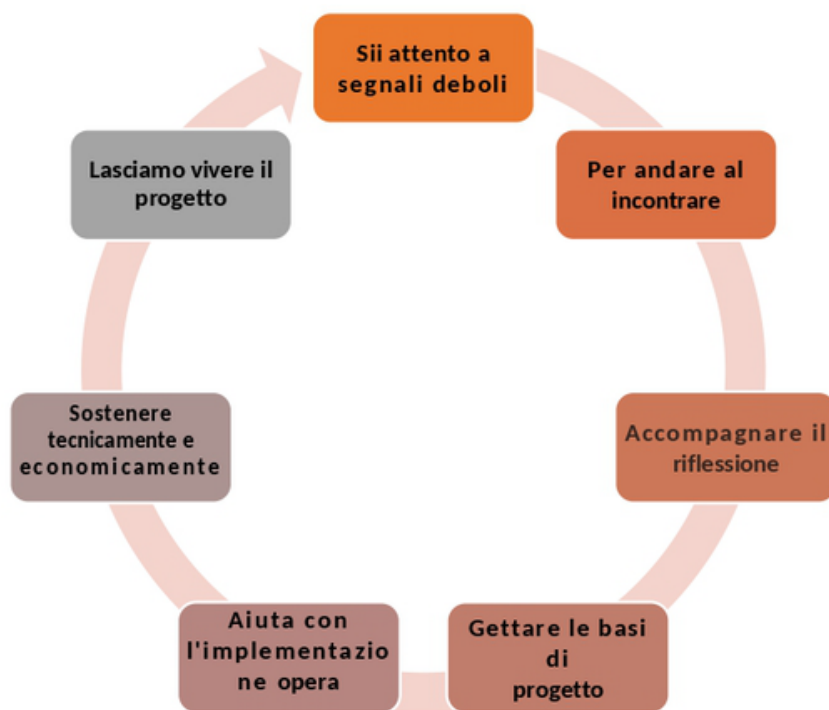 Sii attento a
segnali deboli
Per andare al
incontrare
Accompagnare il
riflessione
Gettare le basi
di
progetto
Aiuta con
l'implementazio
ne opera
Sostenere
tecnicamente e
economicamente
Lasciamo vivere il
progetto